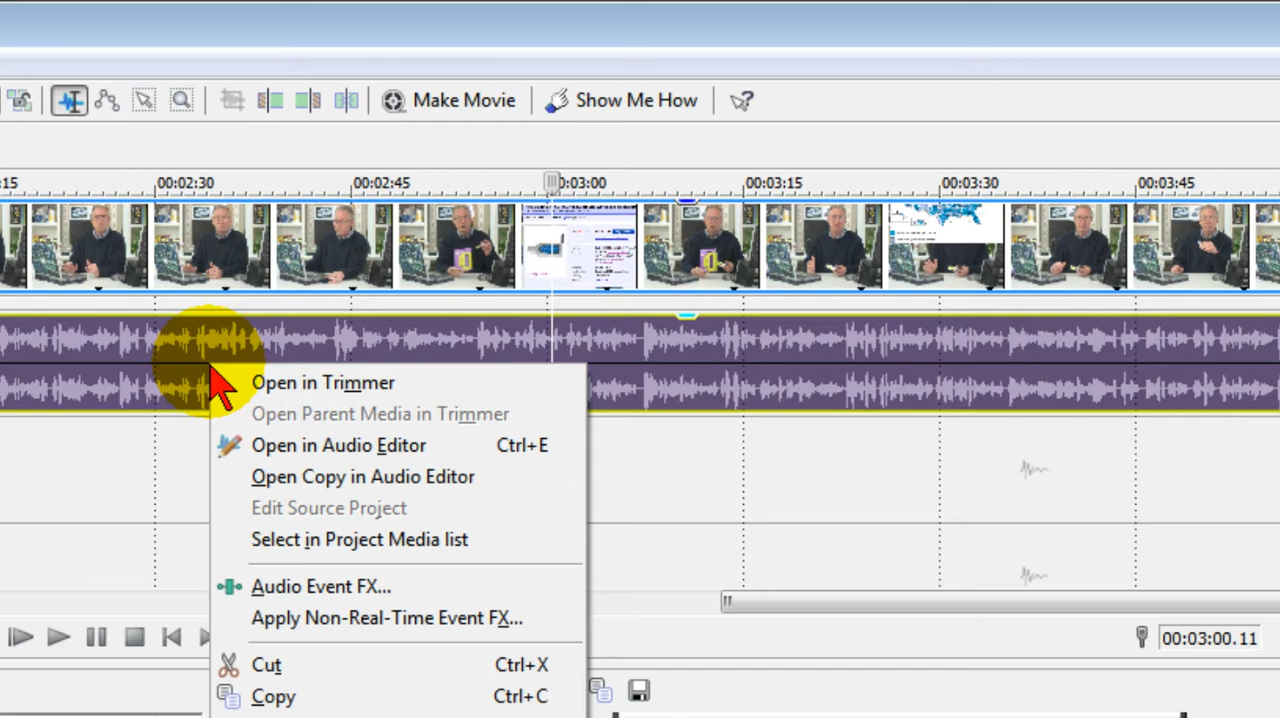 Make Movie
Show Me How
:15
00:02:30
00:02:45
0:03:00
00:03:15
00:03:30
00:03:45
Open in Trimmer
Open Parent Media in Trimmer
Open in Audio Editor Ctrl+E
Open Copy in Audio Editor
Edit Source Project
Select in Project Media list
Audio Event FX...
Apply Non-Real-Time Event FX...
00:03:00.11
Cut Ctrl+X
Copy Ctrl+C